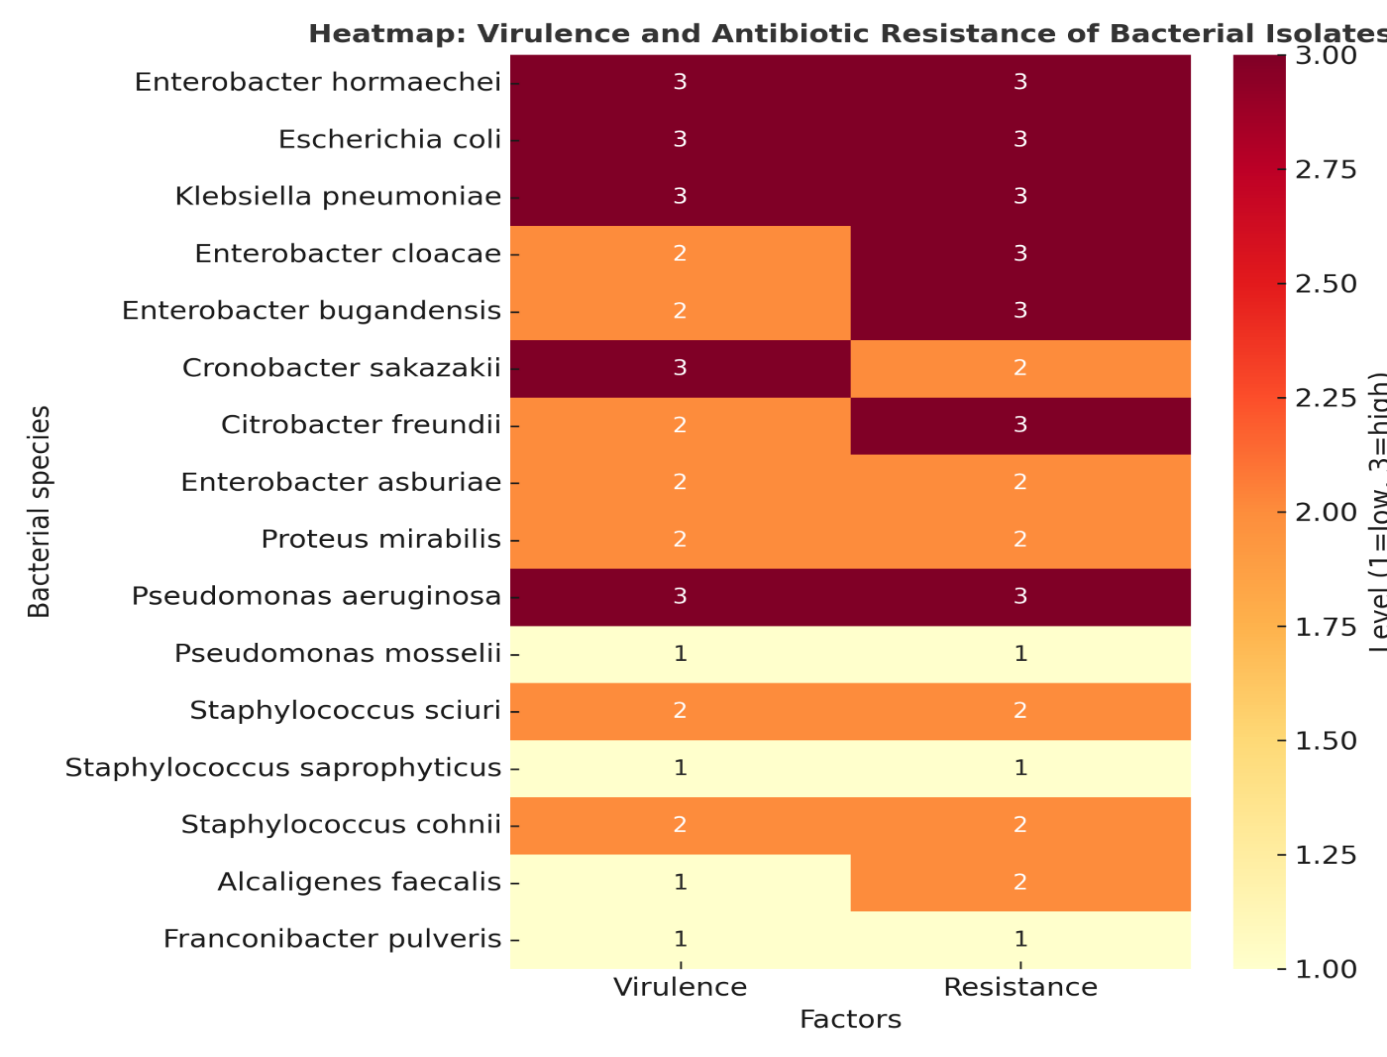 Heatmap: Virulence and Antibiotic Resistance of Bacterial Isolates
Bacterial species
Enterobacter hormaechei 3 3
Escherichia coli 3 3
Klebsiella pneumoniae 3 3
Enterobacter cloacae 2 3
Enterobacter bugandensis 2 3
Cronobacter sakazakii 3 2
Citrobacter freundii 2 3
Enterobacter asburiae 2 2
Proteus mirabilis 2 2
Pseudomonas aeruginosa 3 3
Pseudomonas mosselii 1 1
Staphylococcus sciuri 2 2
Staphylococcus saprophyticus 1 1
Staphylococcus cohnii 2 2
Alcaligenes faecalis 1 2
Franconibacter pulveris 1 1
Virulence Resistance
Factors
3.00
2.75
2.50
2.25
2.00
1.75
1.50
1.25
1.00
Level (1=low, 3=high)